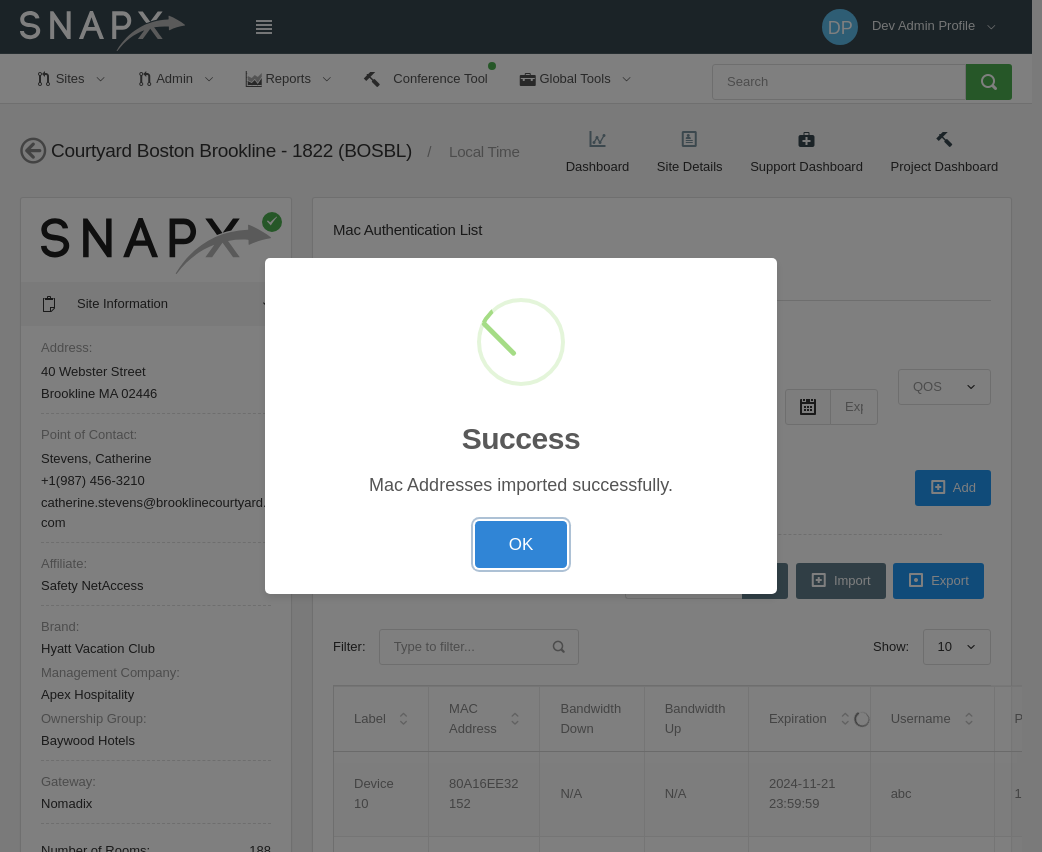 SNAPX
DP Dev Admin Profile
Sites Admin Reports Conference Tool Global Tools Search
Courtyard Boston Brookline - 1822 (BOSBL) / Local Time
Dashboard Site Details Support Dashboard Project Dashboard
SNAPX
Site Information
Address:
40 Webster Street
Brookline MA 02446
Point of Contact:
Stevens, Catherine
+1(987) 456-3210
catherine.stevens@brooklinecourtyard.
com
Affiliate:
Safety NetAccess
Brand:
Hyatt Vacation Club
Management Company:
Apex Hospitality
Ownership Group:
Baywood Hotels
Gateway:
Nomadix
Number of Rooms: 188
Mac Authentication List
Exp
QOS
Add
Success
Mac Addresses imported successfully.
OK
Import Export
Filter: Type to filter... Show: 10
Label MAC Address Bandwidth Down Bandwidth Up Expiration Username P
Device 10 80A16EE32152 N/A N/A 2024-11-21 23:59:59 abc 1